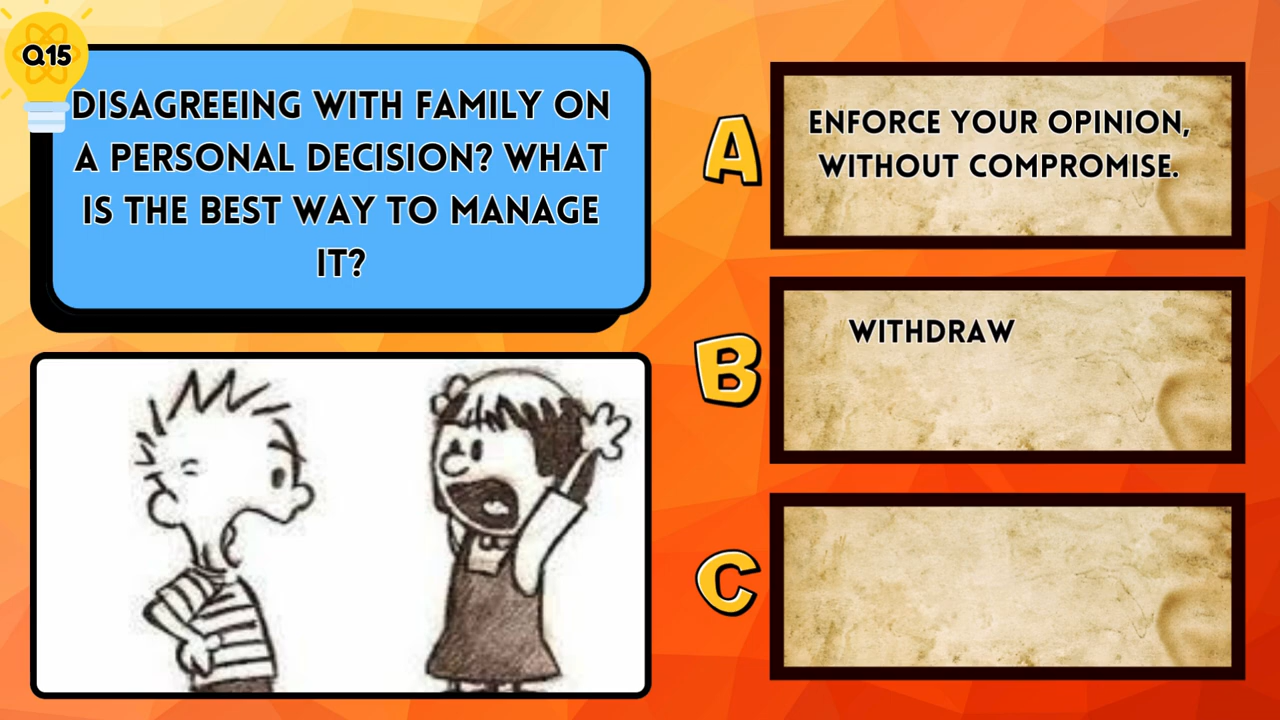 Q15
DISAGREEING WITH FAMILY ON
A PERSONAL DECISION? WHAT
IS THE BEST WAY TO MANAGE
IT?
A
ENFORCE YOUR OPINION,
WITHOUT COMPROMISE.
B
WITHDRAW
C